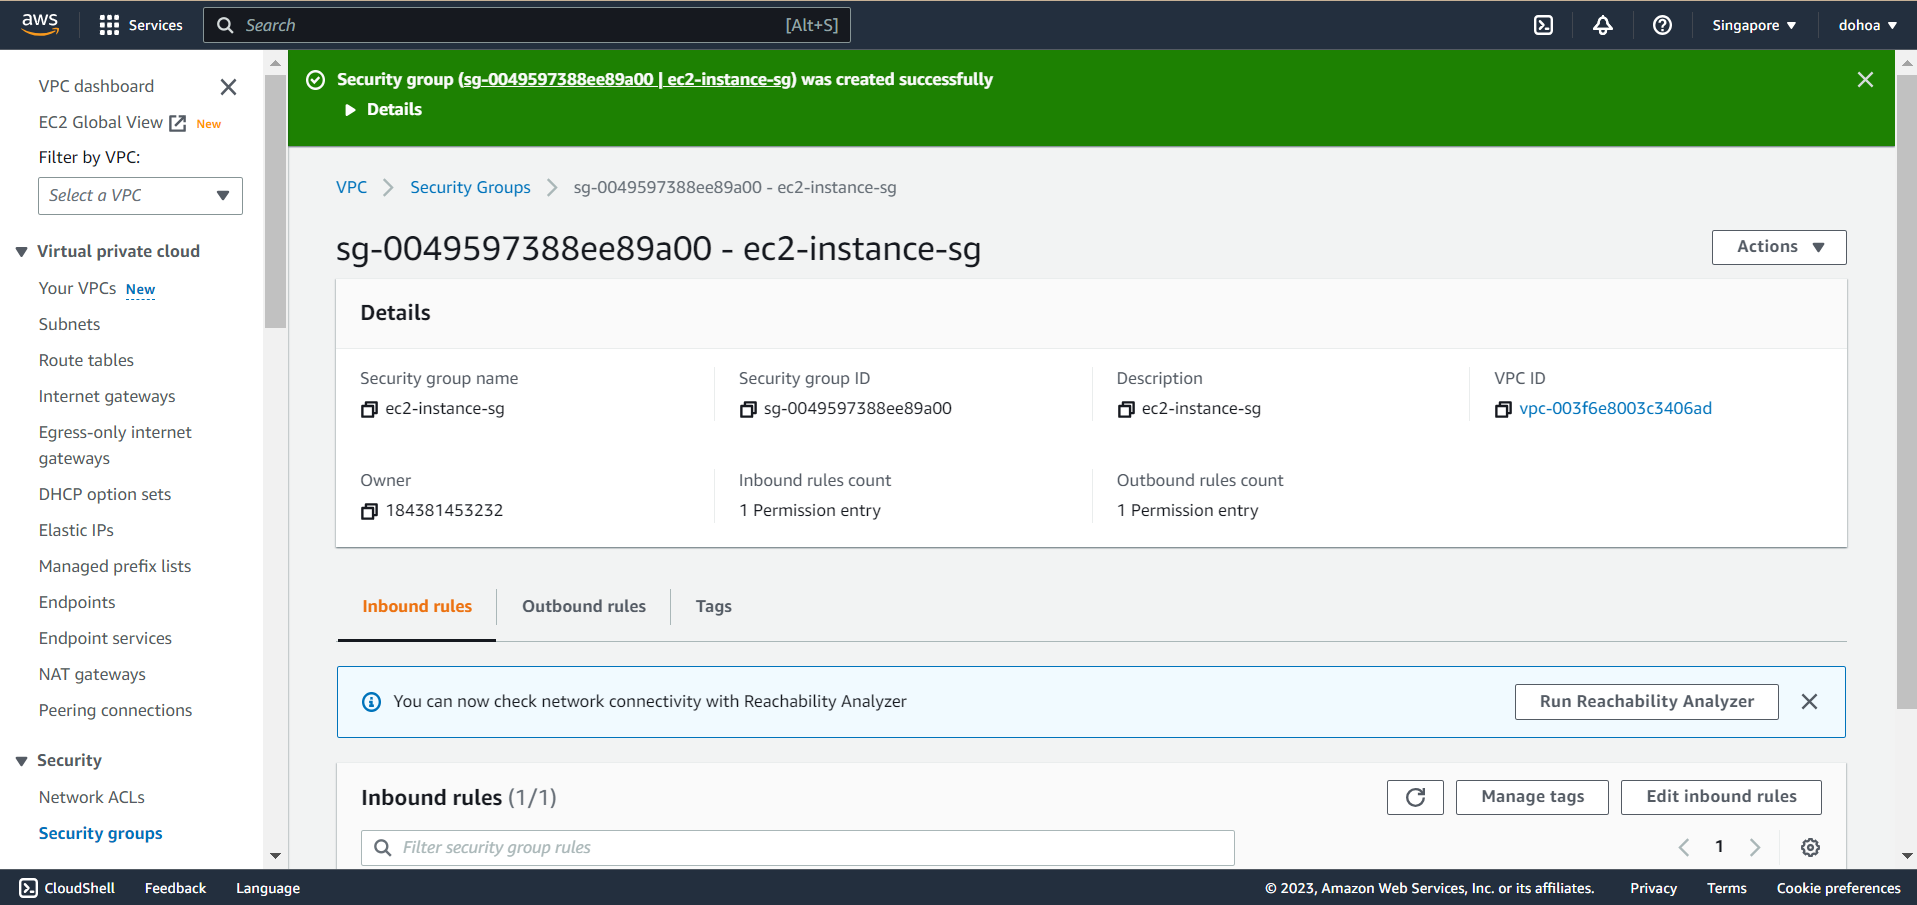 aws
Services
Search
[Alt+S]
Singapore
dohoa
VPC dashboard
EC2 Global View New
Filter by VPC:
Select a VPC
Virtual private cloud
Your VPCs New
Subnets
Route tables
Internet gateways
Egress-only internet
gateways
DHCP option sets
Elastic IPs
Managed prefix lists
Endpoints
Endpoint services
NAT gateways
Peering connections
Security
Network ACLs
Security groups
Security group (sg-0049597388ee89a00 | ec2-instance-sg) was created successfully
Details
VPC
Security Groups
sg-0049597388ee89a00 - ec2-instance-sg
sg-0049597388ee89a00 - ec2-instance-sg
Actions
Details
Security group name
ec2-instance-sg
Security group ID
sg-0049597388ee89a00
Description
ec2-instance-sg
VPC ID
vpc-003f6e8003c3406ad
Owner
184381453232
Inbound rules count
1 Permission entry
Outbound rules count
1 Permission entry
Inbound rules
Outbound rules
Tags
You can now check network connectivity with Reachability Analyzer
Run Reachability Analyzer
Inbound rules (1/1)
Manage tags
Edit inbound rules
Filter security group rules
1
CloudShell
Feedback
Language
© 2023, Amazon Web Services, Inc. or its affiliates.
Privacy
Terms
Cookie preferences